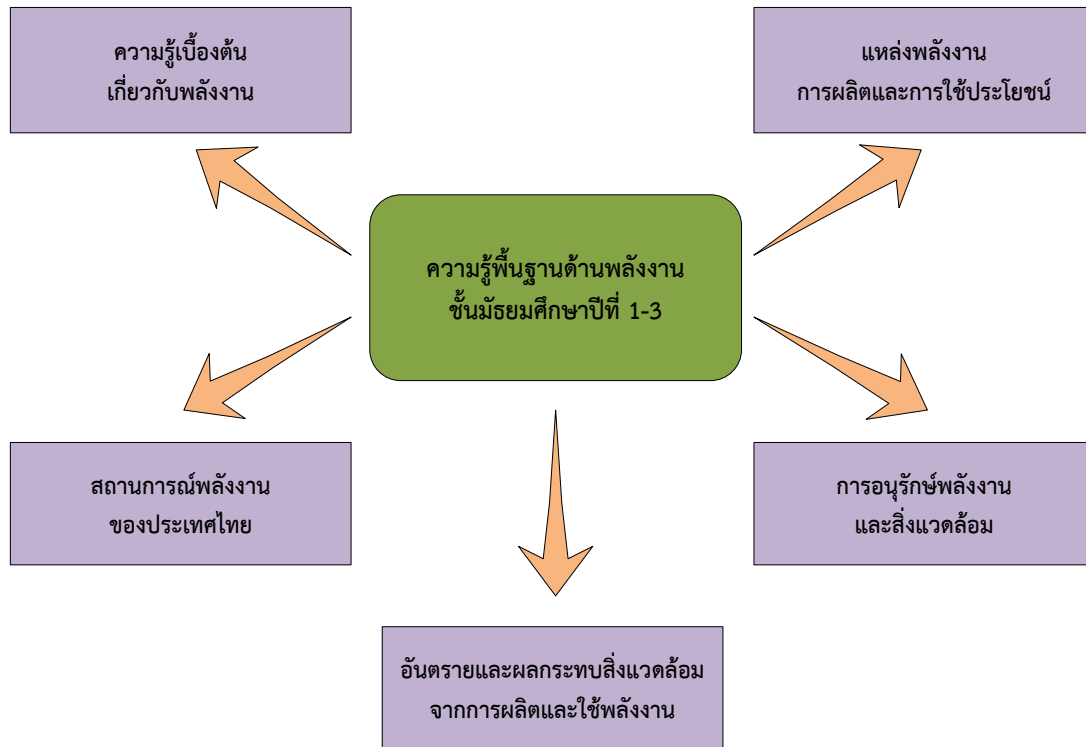 ความรู้เบื้องต้น
เกี่ยวกับพลังงาน
แหล่งพลังงาน
การผลิตและการใช้ประโยชน์
ความรู้พื้นฐานด้านพลังงาน
ชั้นมัธยมศึกษาปีที่ 1-3
สถานการณ์พลังงาน
ของประเทศไทย
การอนุรักษ์พลังงาน
และสิ่งแวดล้อม
อันตรายและผลกระทบสิ่งแวดล้อม
จากการผลิตและใช้พลังงาน